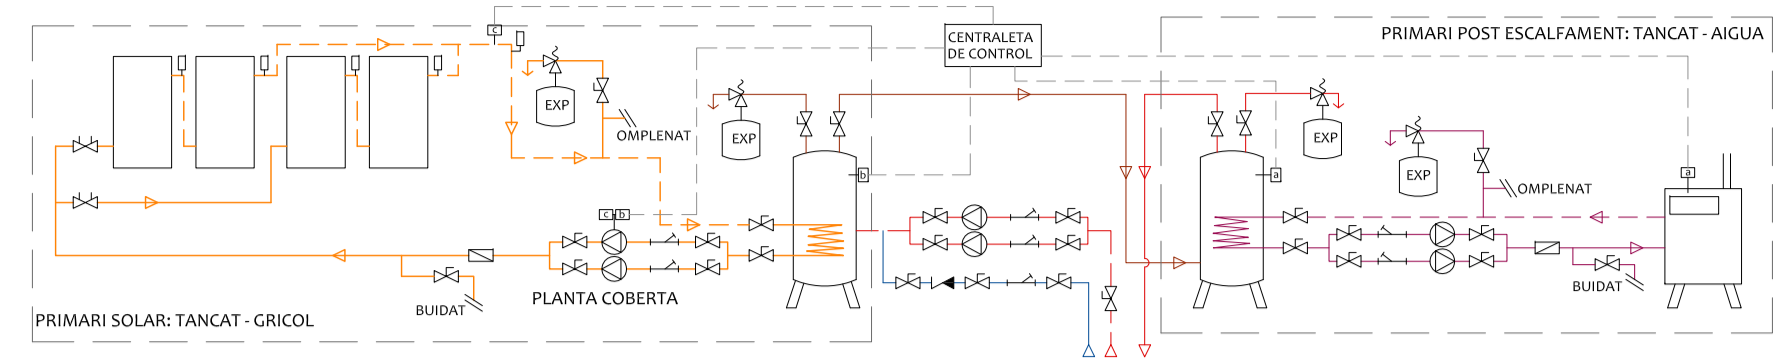 PRIMARI POST ESCALFAMENT: TANCAT - AIGUA
c
CENTRALETA
DE CONTROL
EXP
OMPLENAT
EXP
EXP
EXP
OMPLENAT
b
a
a
c b
BUIDAT
PLANTA COBERTA
BUIDAT
PRIMARI SOLAR: TANCAT - GRICOL